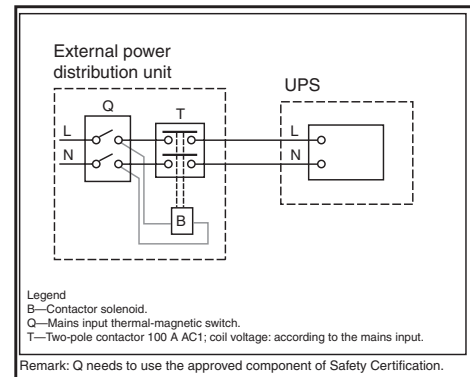 External power
distribution unit
UPS
Q
T
L
L
N
N
B
Legend
B—Contactor solenoid.
Q—Mains input thermal-magnetic switch.
T—Two-pole contactor 100 A AC1; coil voltage: according to the mains input.
Remark: Q needs to use the approved component of Safety Certification.